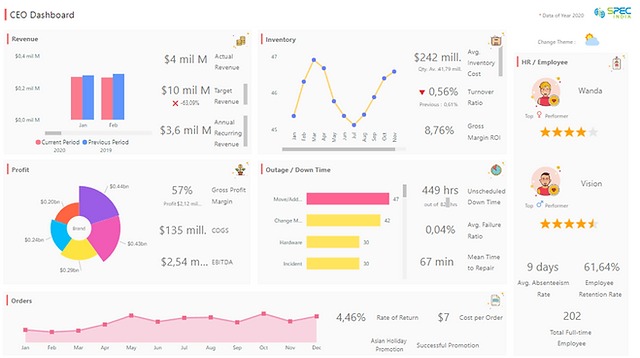 CEO Dashboard
* Data of Year 2020
SPEC
INDIA
Change Theme :
Revenue
$0,4 mil M
$0,2 mil M
$0,0 mil M
Jan
Feb
Current Period
Previous Period
2020
2019
$4 mil M
Actual
Revenue
$10 mil M
Target
Revenue
-63,09%
$3,6 mil M
Annual
Recurring
Revenue
Inventory
47
46
45
Jan
Feb
Mar
Apr
May
Jun
Jul
Aug
Sep
Oct
Nov
$242 mill.
Qty. Av. 41,79 mill.
Avg.
Inventory
Cost
0,56%
Previous : 0,61%
Turnover
Ratio
8,76%
Gross
Margin ROI
HR / Employee
Wanda
Top
Performer
Vision
Top
Performer
9 days
Avg. Absenteeism
Rate
61,64%
Employee
Retention Rate
202
Total Full-time
Employee
Profit
$0.44bn
$0.43bn
$0.29bn
$0.24bn
$0.20bn
Brand
57%
Gross Profit
Margin
Profit $2,12 mil...
$135 mill.
COGS
$2,54 m...
EBITDA
Outage / Down Time
Move/Add...
47
Change M...
42
Hardware
30
Incident
30
449 hrs
Unscheduled
Down Time
0,04%
Avg. Failure
Ratio
67 min
Mean Time
to Repair
Orders
Jan
Feb
Mar
Apr
May
Jun
Jul
Aug
Sep
Oct
Nov
Dec
4,46%
Rate of Return
$7
Cost per Order
Asian Holiday
Promotion
Successful Promotion